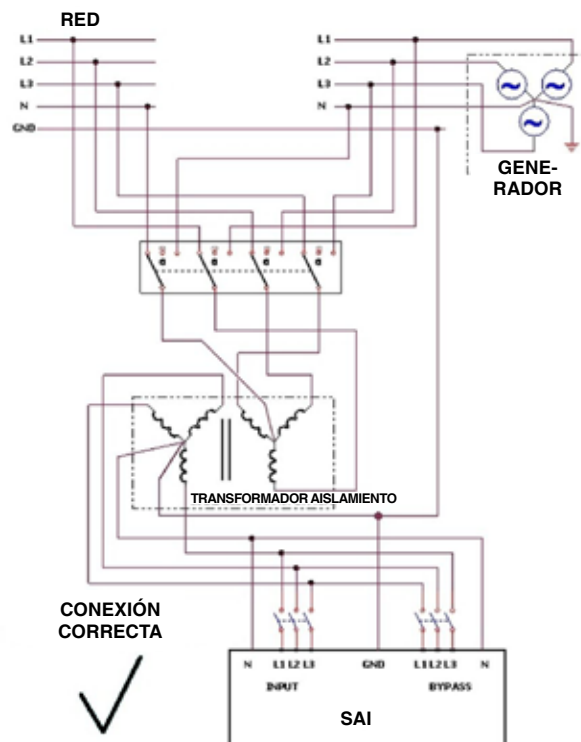 RED
L1
L2
L3
N
GND
L1
L2
L3
N
GENE-
RADOR
TRANSFORMADOR AISLAMIENTO
CONEXIÓN
CORRECTA
N L1 L2 L3 GND L1 L2 L3 N
INPUT BYPASS
SAI